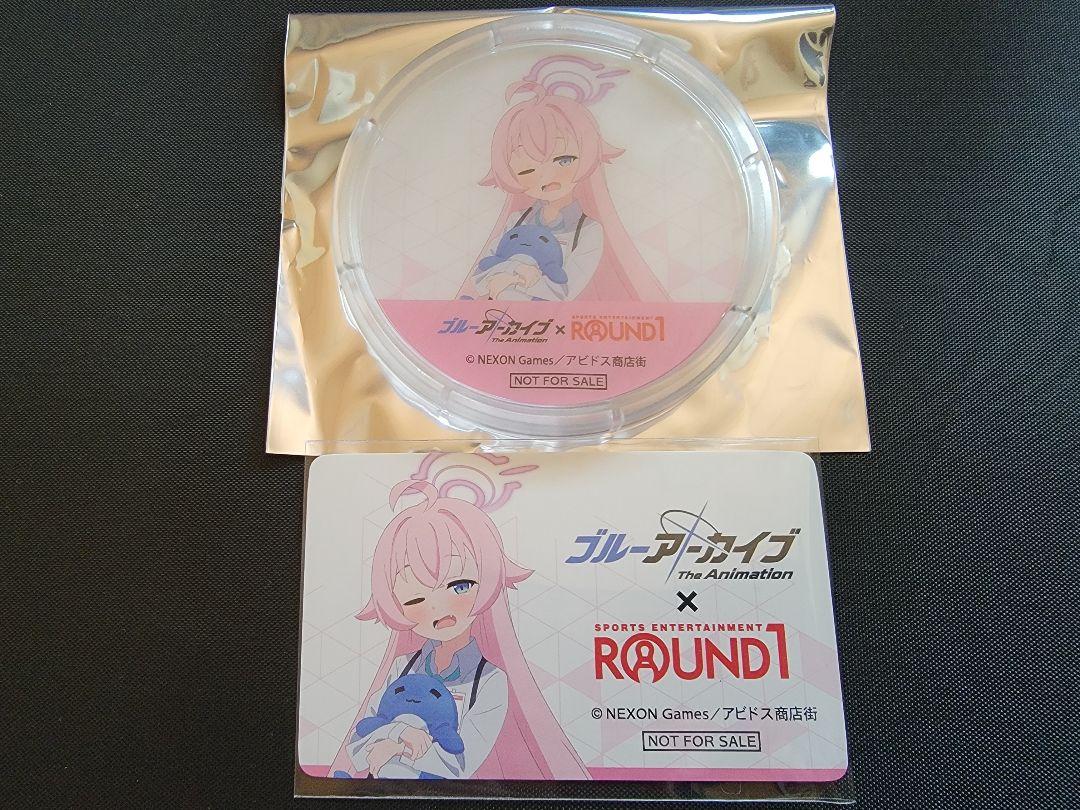 ブルーアーカイブ × SPORTS ENTERTAINMENT
The Animation ROUND1
© NEXON Games／アビドス商店街
NOT FOR SALE
ブルーアーカイブ
The Animation
×
SPORTS ENTERTAINMENT
ROUND1
© NEXON Games／アビドス商店街
NOT FOR SALE